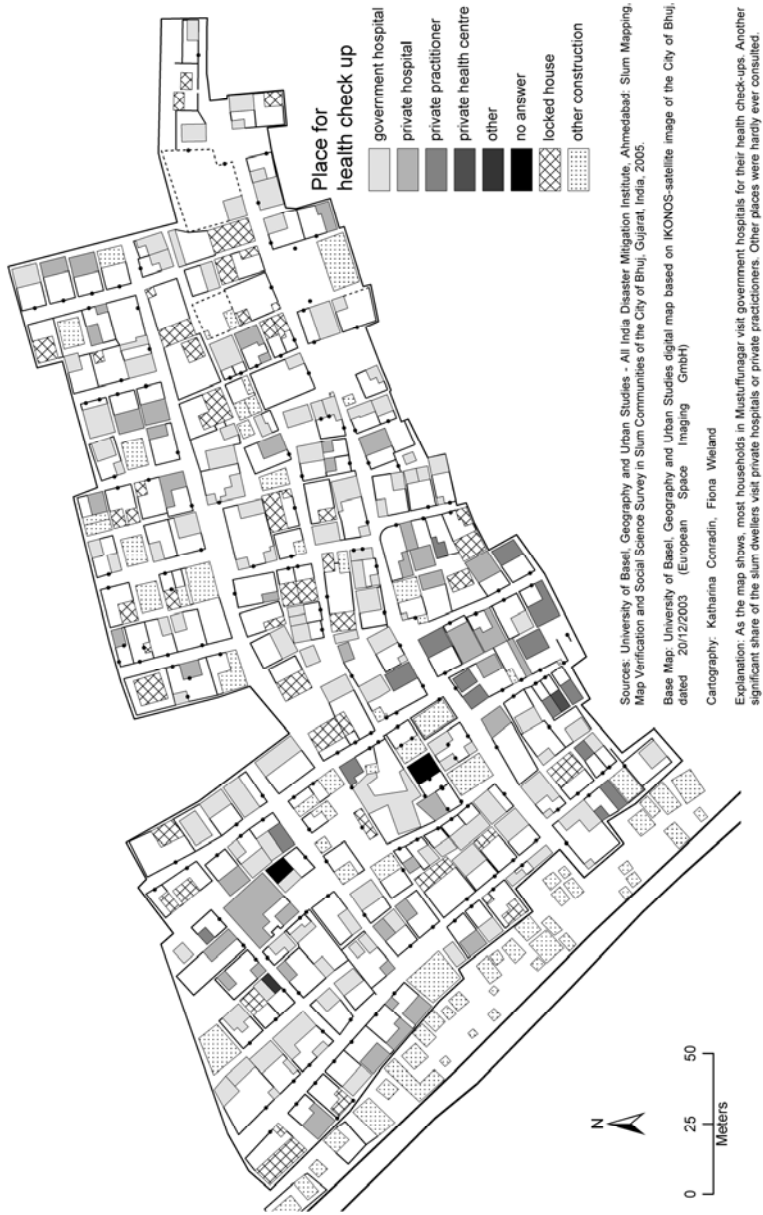 Place for
health check up
government hospital
private hospital
private practitioner
private health centre
other
no answer
locked house
other construction
N
0 25 50
Meters
Sources: University of Basel, Geography and Urban Studies - All India Disaster Mitigation Institute, Ahmedabad: Slum Mapping,
Map Verification and Social Science Survey in Slum Communities of the City of Bhuj, Gujarat, India, 2005.
Base Map: University of Basel, Geography and Urban Studies digital map based on IKONOS-satellite image of the City of Bhuj,
dated 20/12/2003 (European Space Imaging GmbH)
Cartography: Katharina Conradin, Fiona Wieland
Explanation: As the map shows, most households in Mustuffunagar visit government hospitals for their health check-ups. Another
significant share of the slum dwellers visit private hospitals or private practictioners. Other places were hardly ever consulted.